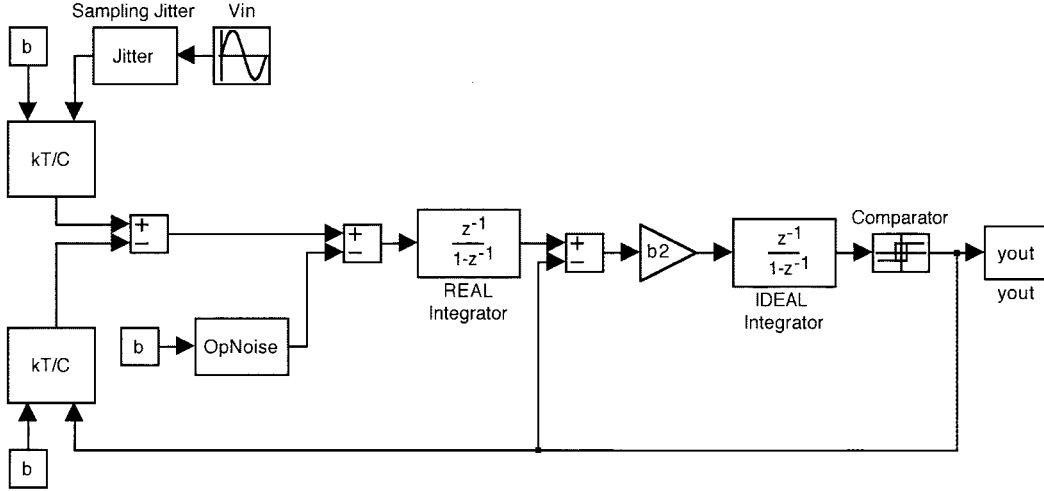 Sampling Jitter
Vin
b
Jitter
kT/C
+
−
+
−
z-1
1-z-1
REAL
Integrator
+
−
b2
z-1
1-z-1
IDEAL
Integrator
Comparator
yout
yout
b
OpNoise
kT/C
b